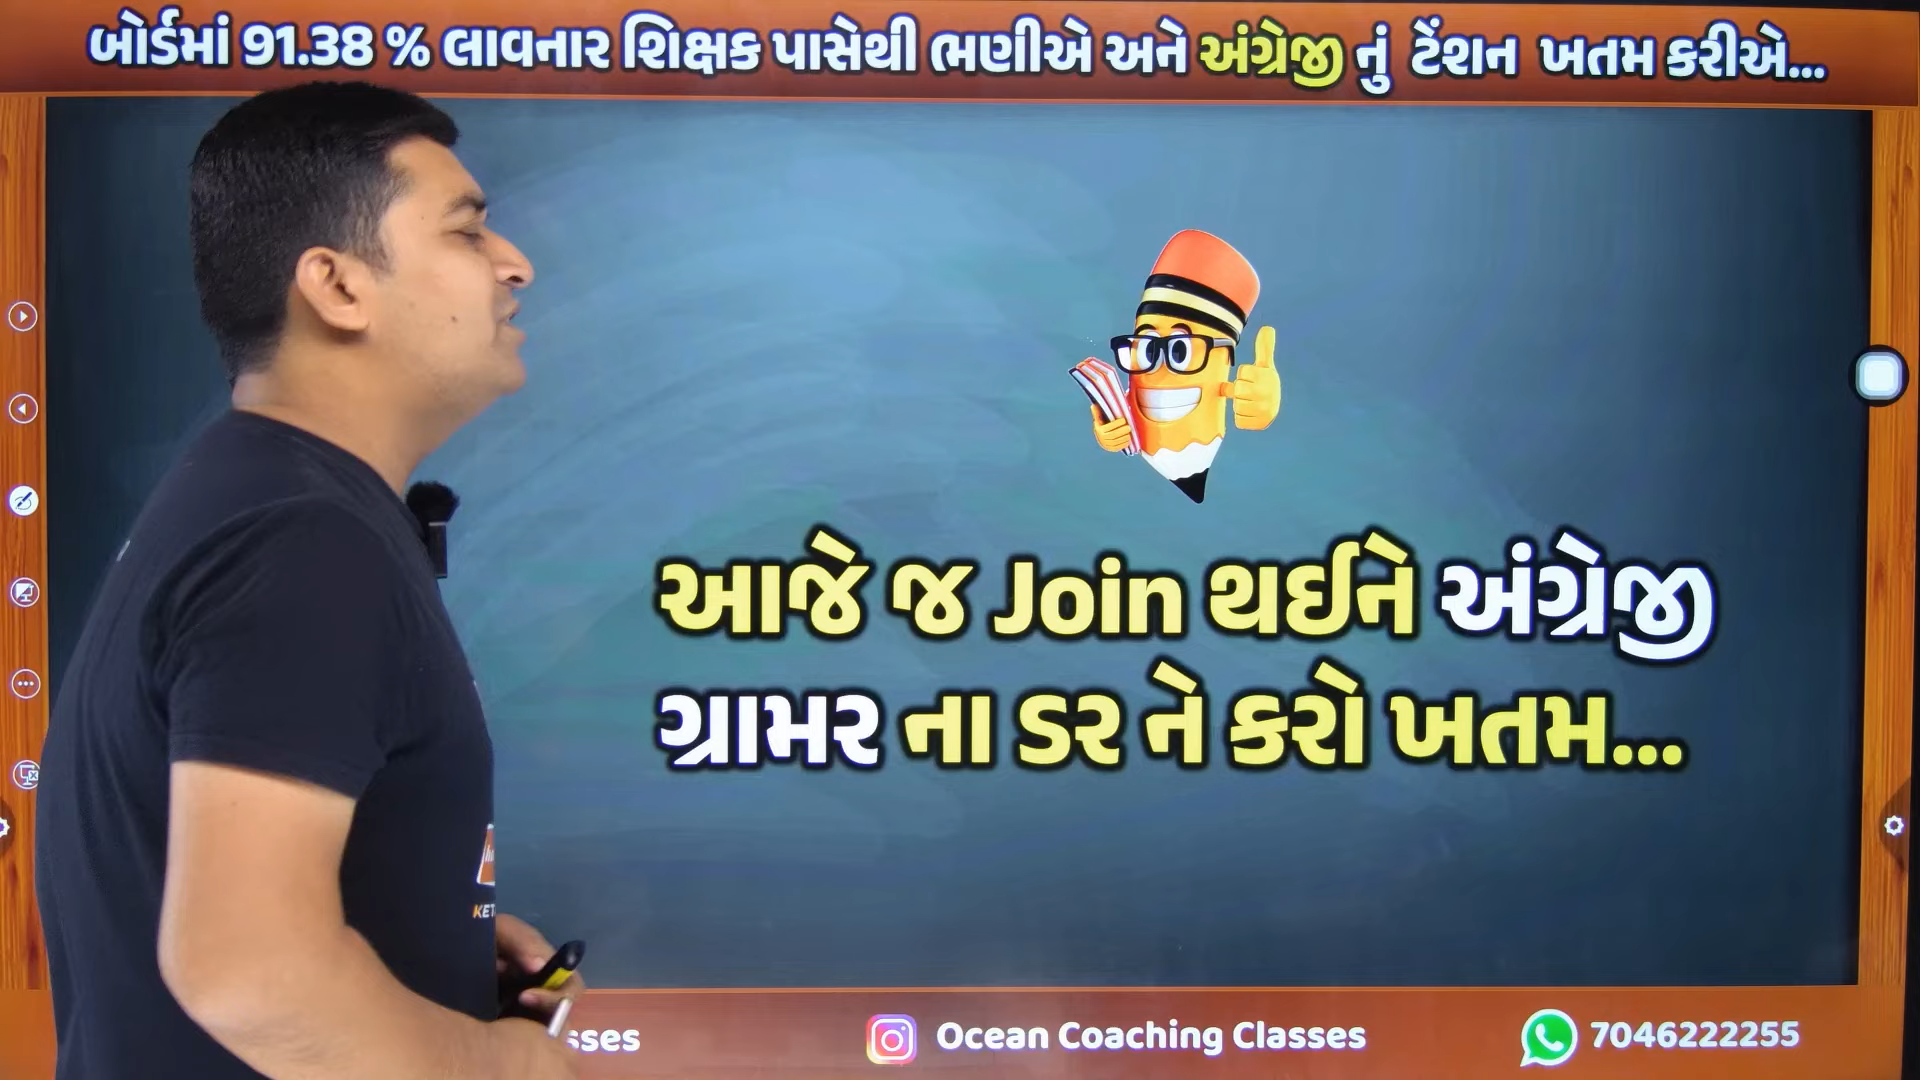 બોર્ડમાં 91.38 % લાવનાર શિક્ષક પાસેથી ભણીએ અને અંગ્રેજી નું ટેંશન ખતમ કરીએ...
આજે જ Join થઈને અંગ્રેજી
ગ્રામર ના ડર ને કરો ખતમ...
Ocean Coaching Classes
7046222255